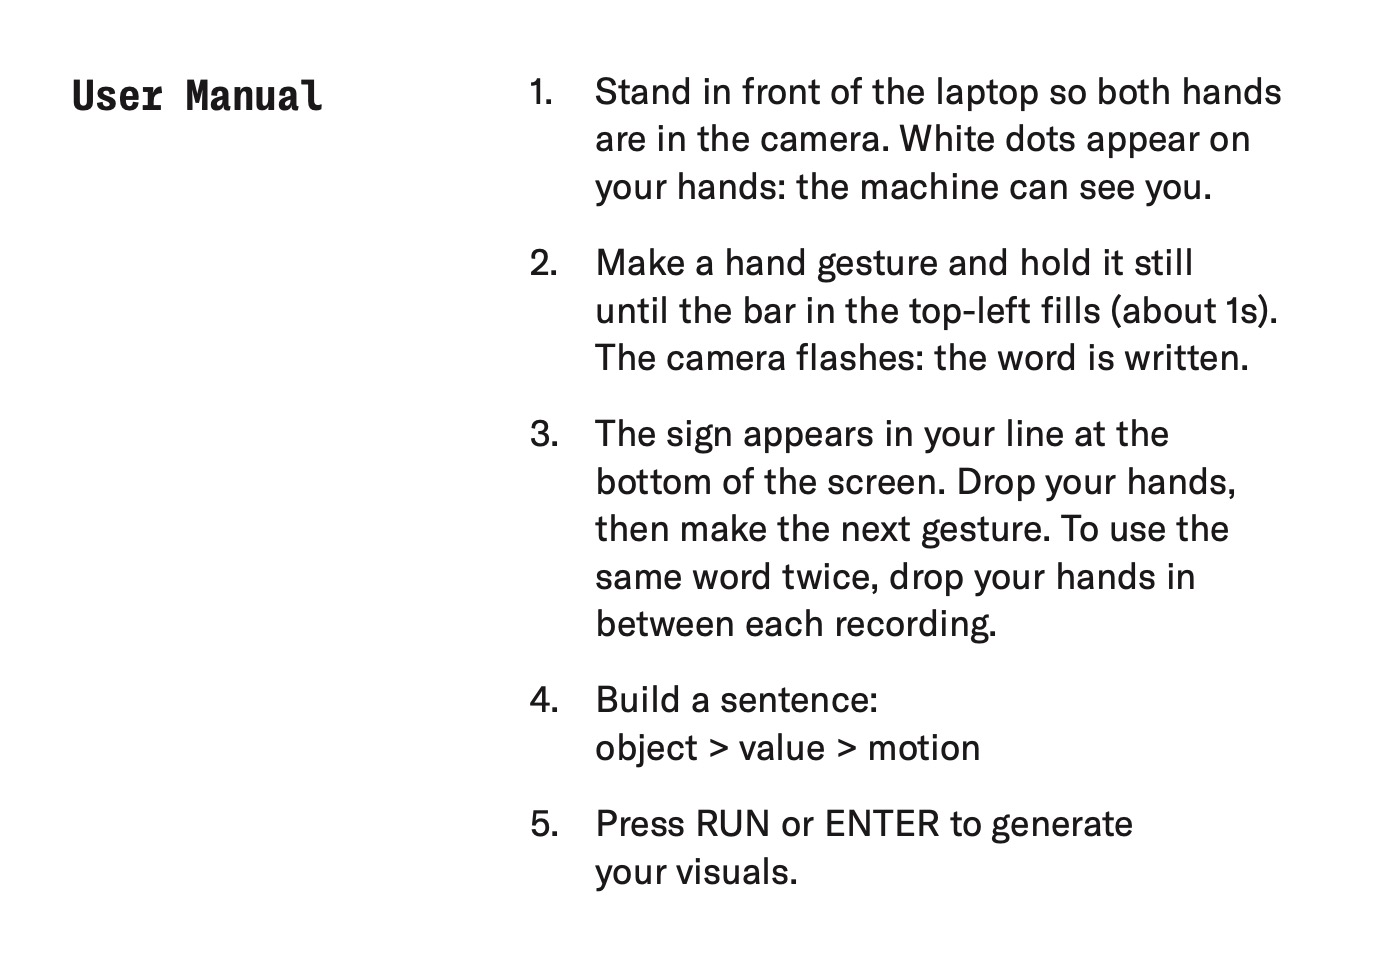 User Manual
1. Stand in front of the laptop so both hands
are in the camera. White dots appear on
your hands: the machine can see you.
2. Make a hand gesture and hold it still
until the bar in the top-left fills (about 1s).
The camera flashes: the word is written.
3. The sign appears in your line at the
bottom of the screen. Drop your hands,
then make the next gesture. To use the
same word twice, drop your hands in
between each recording.
4. Build a sentence:
object > value > motion
5. Press RUN or ENTER to generate
your visuals.